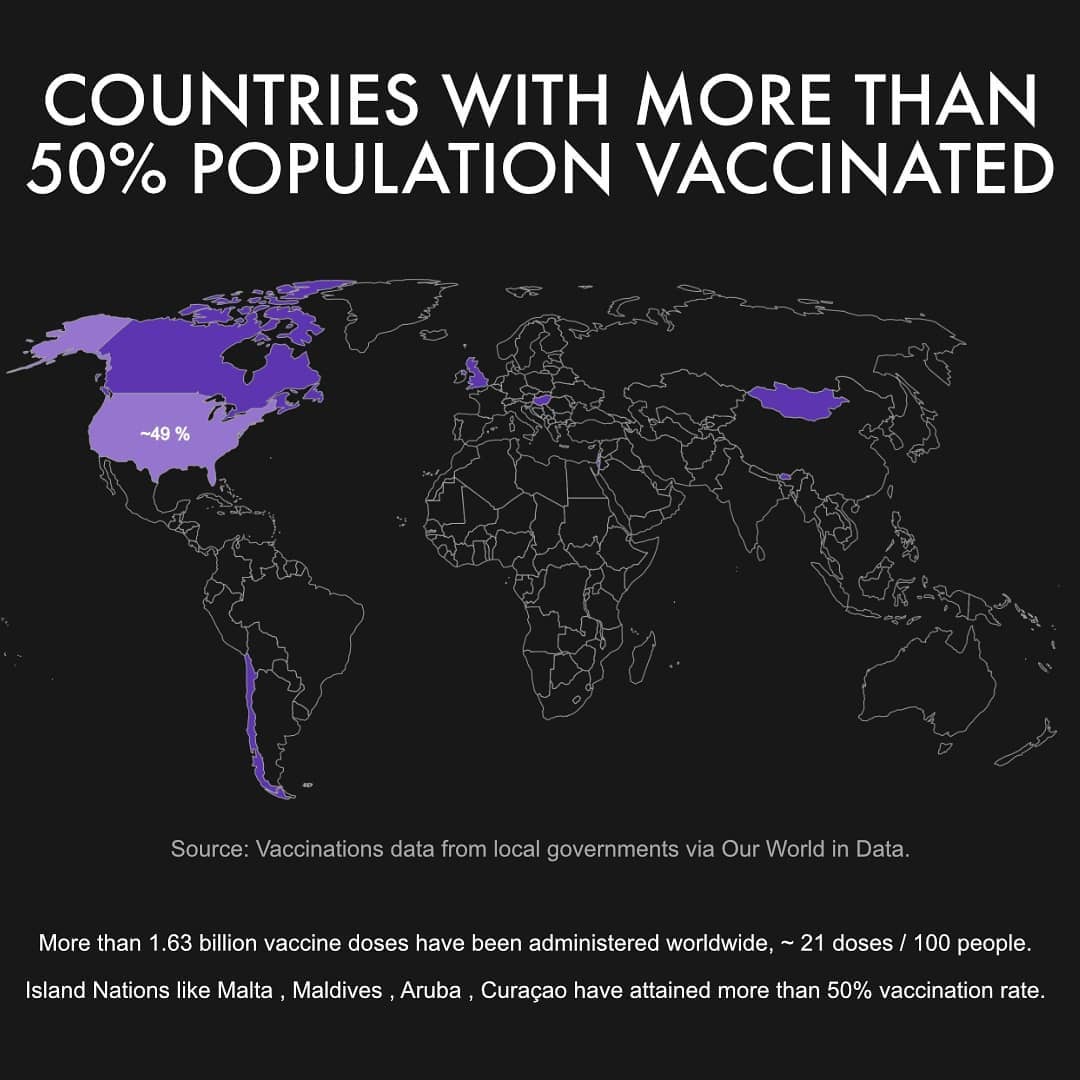 COUNTRIES WITH MORE THAN
50% POPULATION VACCINATED
~49 %
Source: Vaccinations data from local governments via Our World in Data.
More than 1.63 billion vaccine doses have been administered worldwide, ~ 21 doses / 100 people.
Island Nations like Malta , Maldives , Aruba , Curaçao have attained more than 50% vaccination rate.